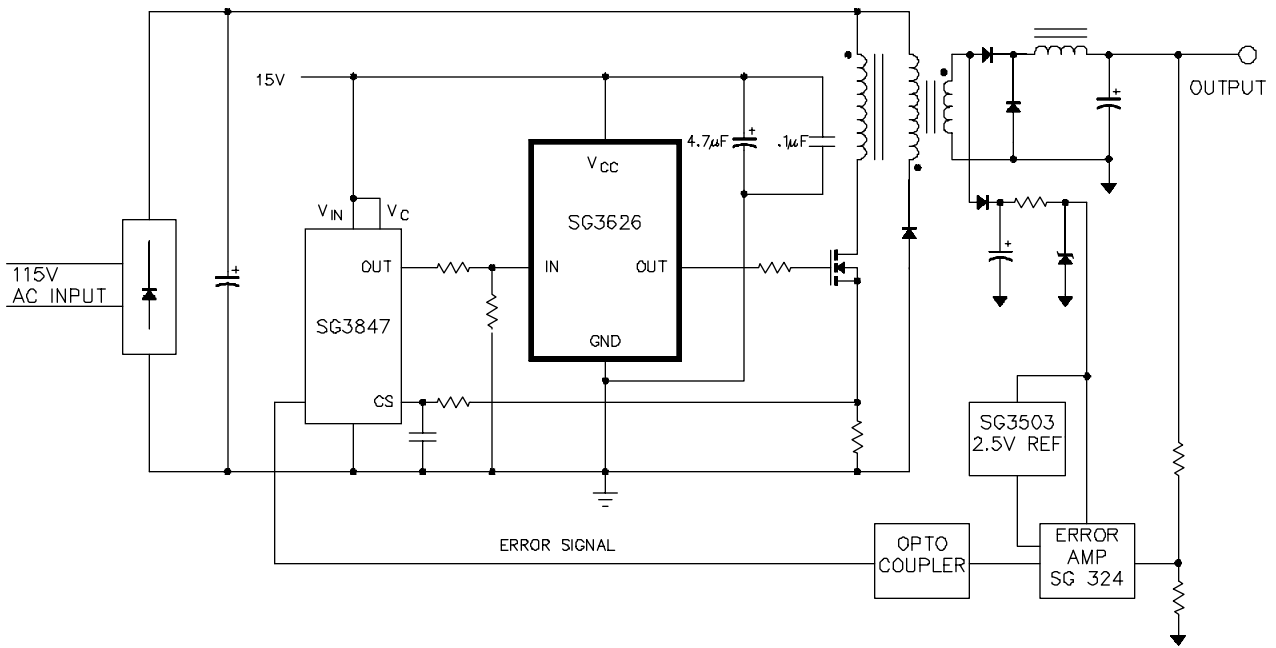 OUTPUT
15V
4.7µF
.1µF
VCC
VIN
VC
SG3626
115V
AC INPUT
OUT
IN
OUT
SG3847
GND
CS
SG3503
2.5V REF
ERROR SIGNAL
OPTO
COUPLER
ERROR
AMP
SG 324